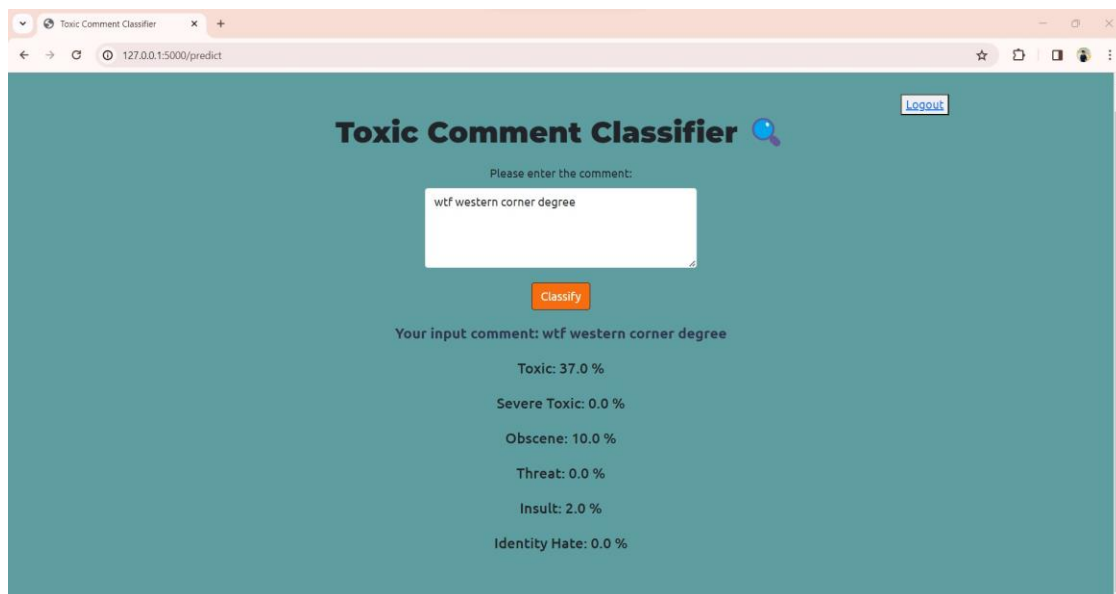 Toxic Comment Classifier
127.0.0.1:5000/predict
Logout
Toxic Comment Classifier
Please enter the comment:
wtf western corner degree
Classify
Your input comment: wtf western corner degree
Toxic: 37.0 %
Severe Toxic: 0.0 %
Obscene: 10.0 %
Threat: 0.0 %
Insult: 2.0 %
Identity Hate: 0.0 %